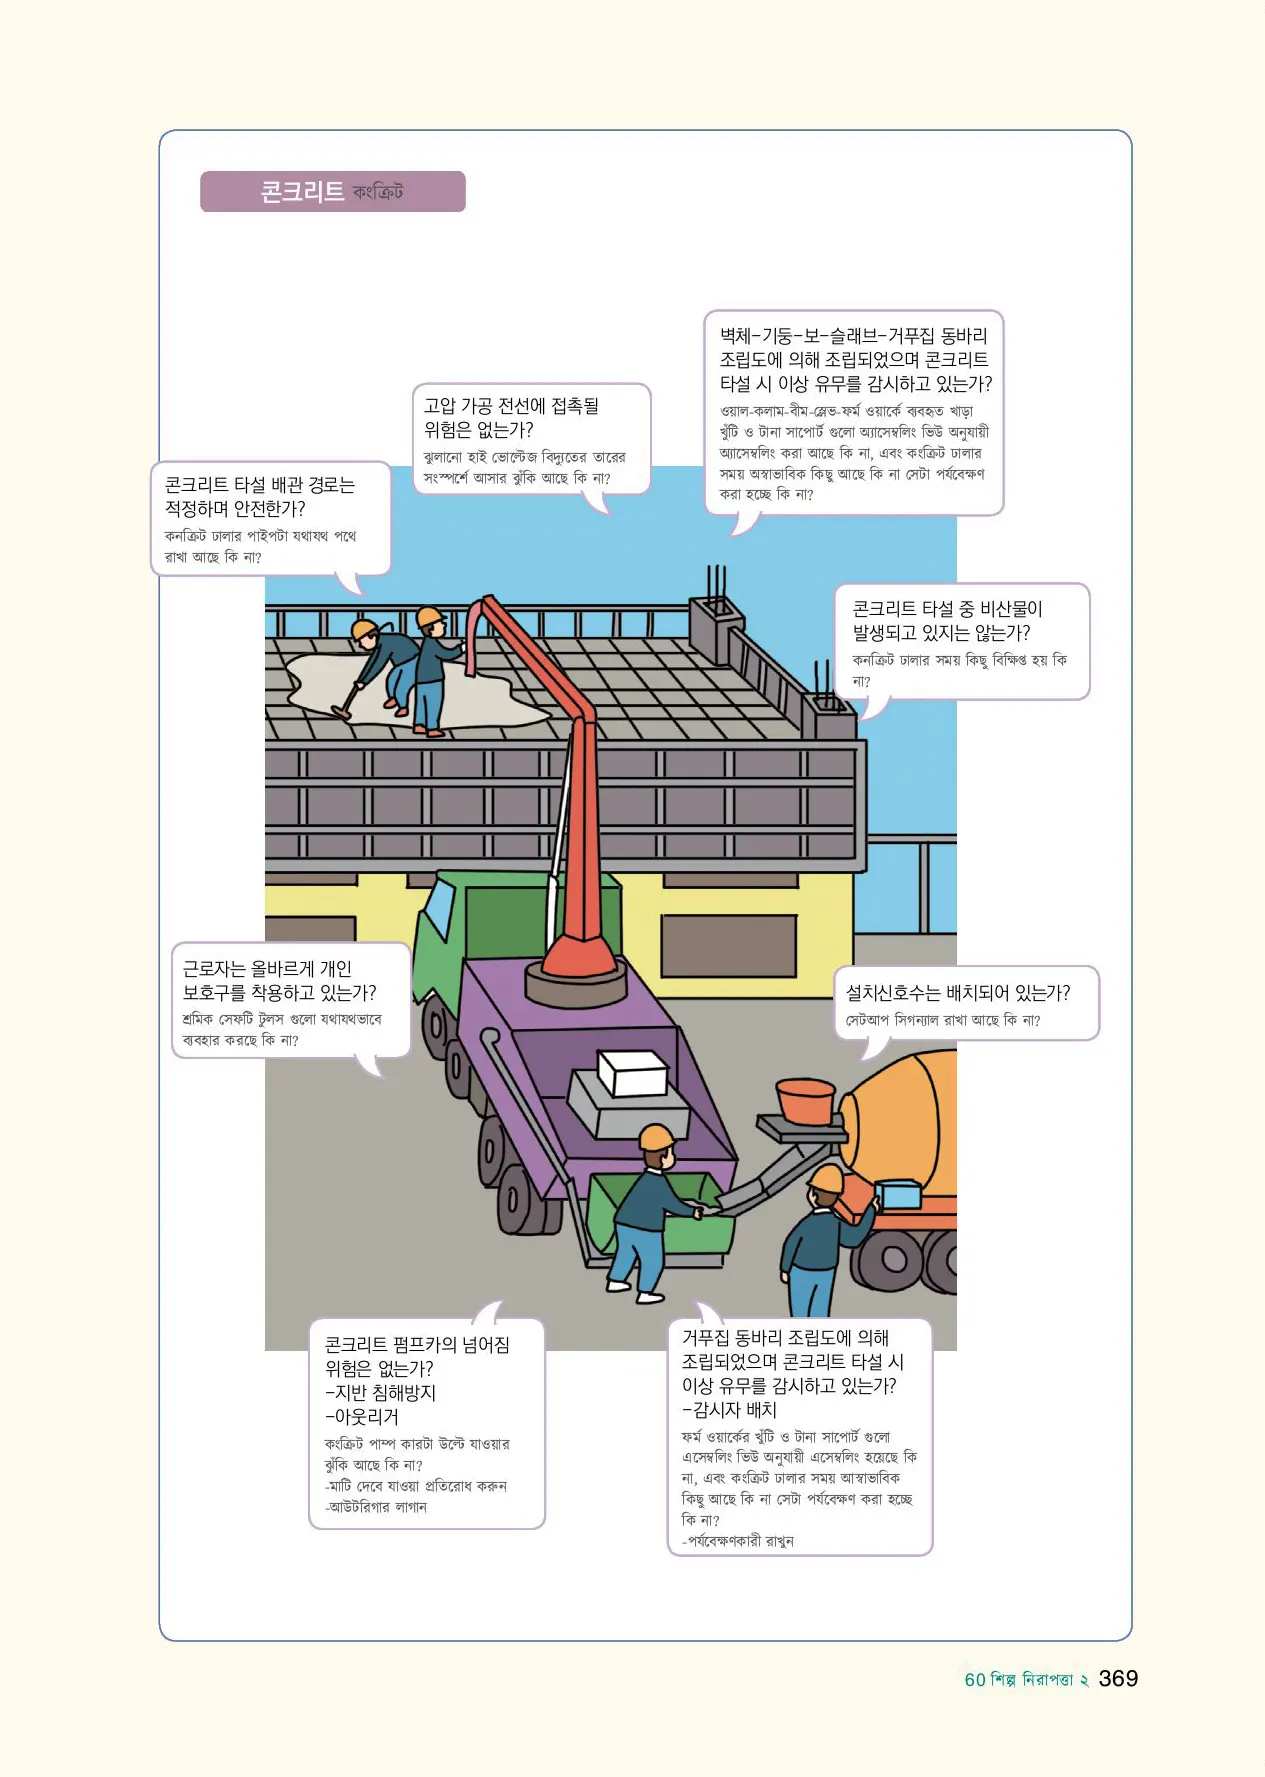 콘크리트 কংক্রিট
벽체-기둥-보-슬래브-거푸집 동바리
조립도에 의해 조립되었으며 콘크리트
타설 시 이상 유무를 감시하고 있는가?
ওয়াল-কলাম-বীম-স্লেভ-ফর্ম ওয়ার্কে ব্যবহৃত খাড়া
খুঁটি ও টানা সাপোর্ট গুলো অ্যাসেম্বলিং ভিউ অনুযায়ী
অ্যাসেম্বলিং করা আছে কি না, এবং কংক্রিট ঢালার
সময় অস্বাভাবিক কিছু আছে কি না সেটা পর্যবেক্ষণ
করা হচ্ছে কি না?
고압 가공 전선에 접촉될
위험은 없는가?
ঝুলানো হাই ভোল্টেজ বিদ্যুতের তারের
সংস্পর্শে আসার ঝুঁকি আছে কি না?
콘크리트 타설 배관 경로는
적정하며 안전한가?
কনক্রিট ঢালার পাইপটা যথাযথ পথে
রাখা আছে কি না?
콘크리트 타설 중 비산물이
발생되고 있지는 않는가?
কনক্রিট ঢালার সময় কিছু বিক্ষিপ্ত হয় কি
না?
근로자는 올바르게 개인
보호구를 착용하고 있는가?
শ্রমিক সেফটি টুলস গুলো যথাযথভাবে
ব্যবহার করছে কি না?
설치신호수는 배치되어 있는가?
সেটআপ সিগন্যাল রাখা আছে কি না?
콘크리트 펌프카의 넘어짐
위험은 없는가?
-지반 침해방지
-아웃리거
কংক্রিট পাম্প কারটা উল্টে যাওয়ার
ঝুঁকি আছে কি না?
-মাটি দেবে যাওয়া প্রতিরোধ করুন
-আউটরিগার লাগান
거푸집 동바리 조립도에 의해
조립되었으며 콘크리트 타설 시
이상 유무를 감시하고 있는가?
-감시자 배치
ফর্ম ওয়ার্কের খুঁটি ও টানা সাপোর্ট গুলো
এসেম্বলিং ভিউ অনুযায়ী এসেম্বলিং হয়েছে কি
না, এবং কংক্রিট ঢালার সময় আস্বাভাবিক
কিছু আছে কি না সেটা পর্যবেক্ষণ করা হচ্ছে
কি না?
-পর্যবেক্ষণকারী রাখুন
60 শিল্প নিরাপত্তা ২ 369